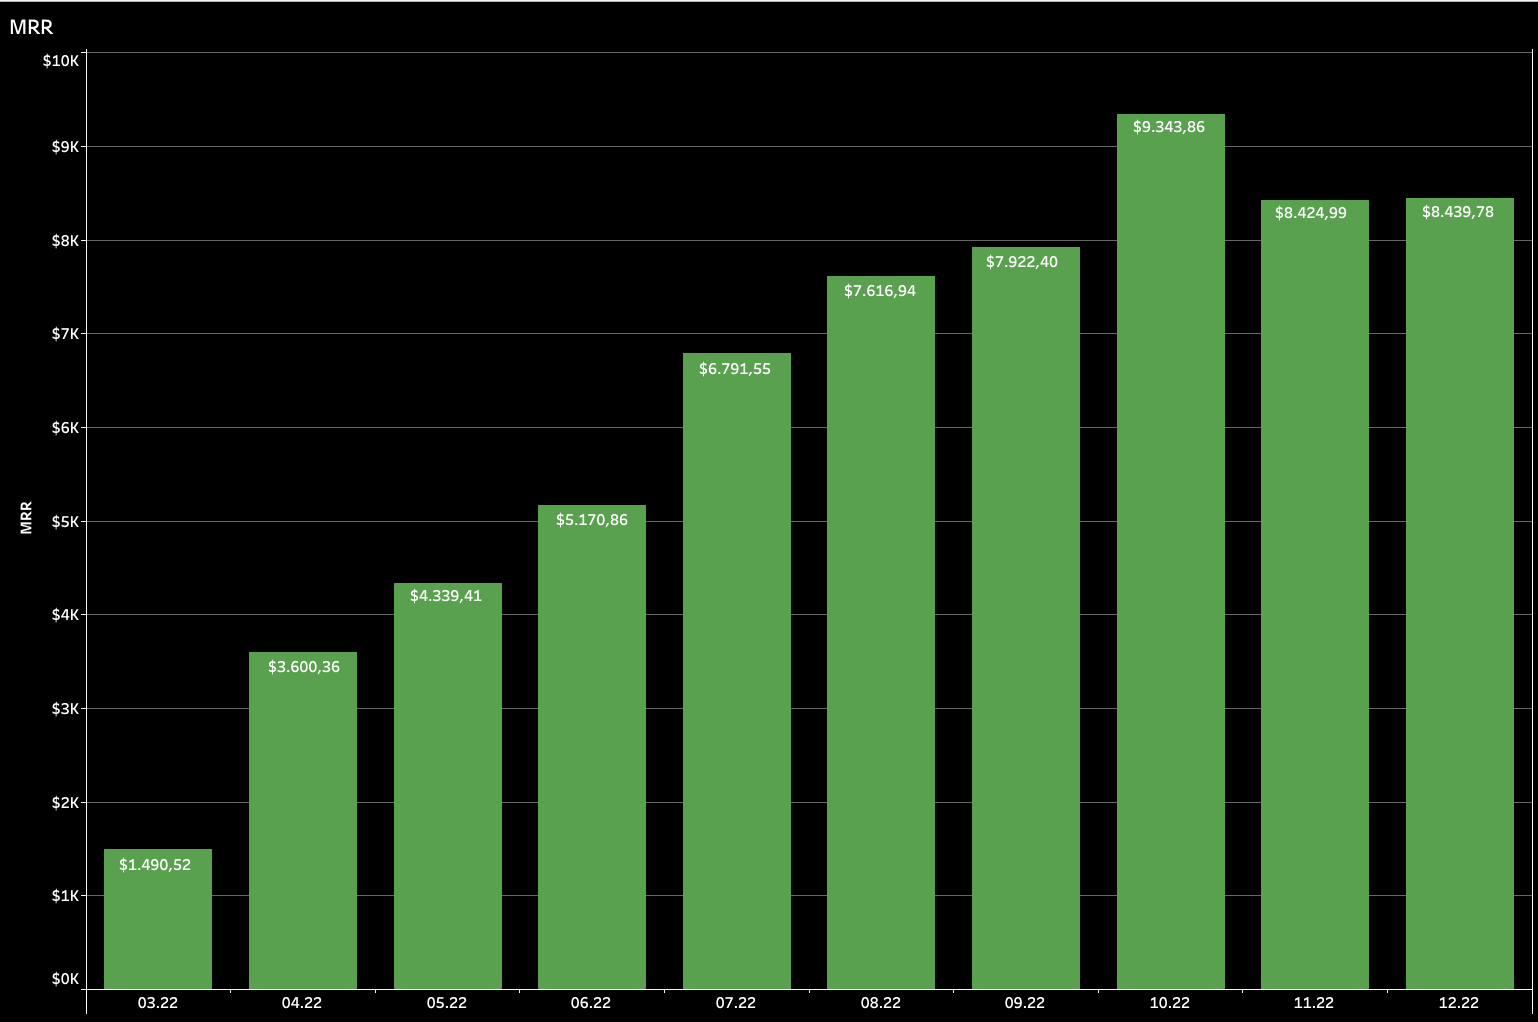 MRR
$10K
$9K
$8K
$7K
$6K
$5K
$4K
$3K
$2K
$1K
$0K
MRR
$1.490,52
$3.600,36
$4.339,41
$5.170,86
$6.791,55
$7.616,94
$7.922,40
$9.343,86
$8.424,99
$8.439,78
03.22 04.22 05.22 06.22 07.22 08.22 09.22 10.22 11.22 12.22